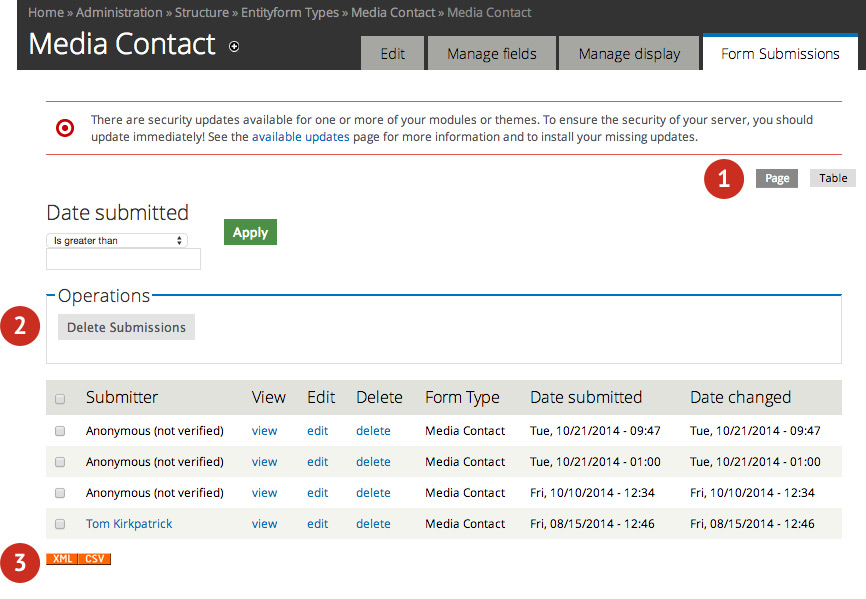 Home » Administration » Structure » Entityform Types » Media Contact » Media Contact
Media Contact
Edit Manage fields Manage display Form Submissions
There are security updates available for one or more of your modules or themes. To ensure the security of your server, you should
update immediately! See the available updates page for more information and to install your missing updates.
1 Page Table
Date submitted
Is greater than
Apply
Operations
2 Delete Submissions
Submitter View Edit Delete Form Type Date submitted Date changed
Anonymous (not verified) view edit delete Media Contact Tue, 10/21/2014 - 09:47 Tue, 10/21/2014 - 09:47
Anonymous (not verified) view edit delete Media Contact Tue, 10/21/2014 - 01:00 Tue, 10/21/2014 - 01:00
Anonymous (not verified) view edit delete Media Contact Fri, 10/10/2014 - 12:34 Fri, 10/10/2014 - 12:34
Tom Kirkpatrick view edit delete Media Contact Fri, 08/15/2014 - 12:46 Fri, 08/15/2014 - 12:46
3 XML CSV